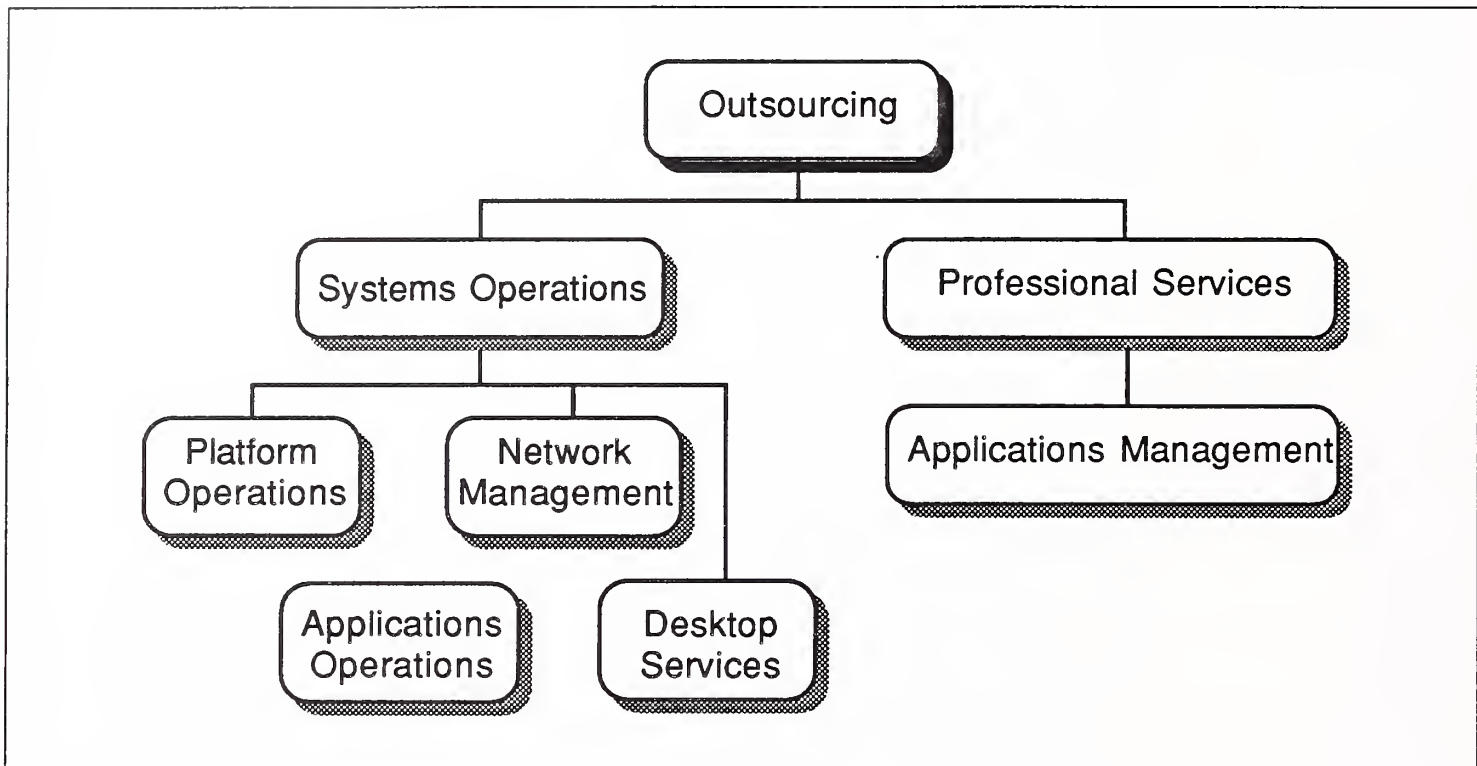 Outsourcing
Systems Operations
Professional Services
Platform
Operations
Network
Management
Applications Management
Applications
Operations
Desktop
Services